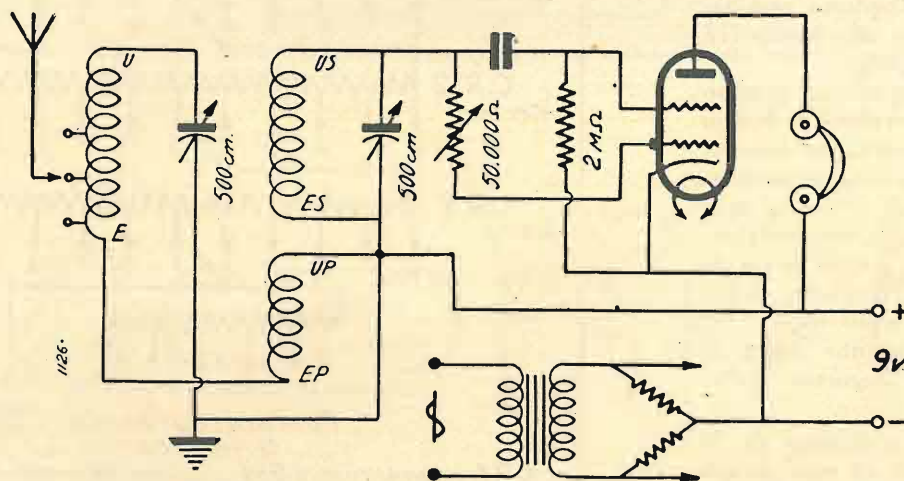 U
500 cm.
E
1126.
US
ES
500 cm.
50.000 Ω
2 MΩ
UP
EP
+
9v.
-